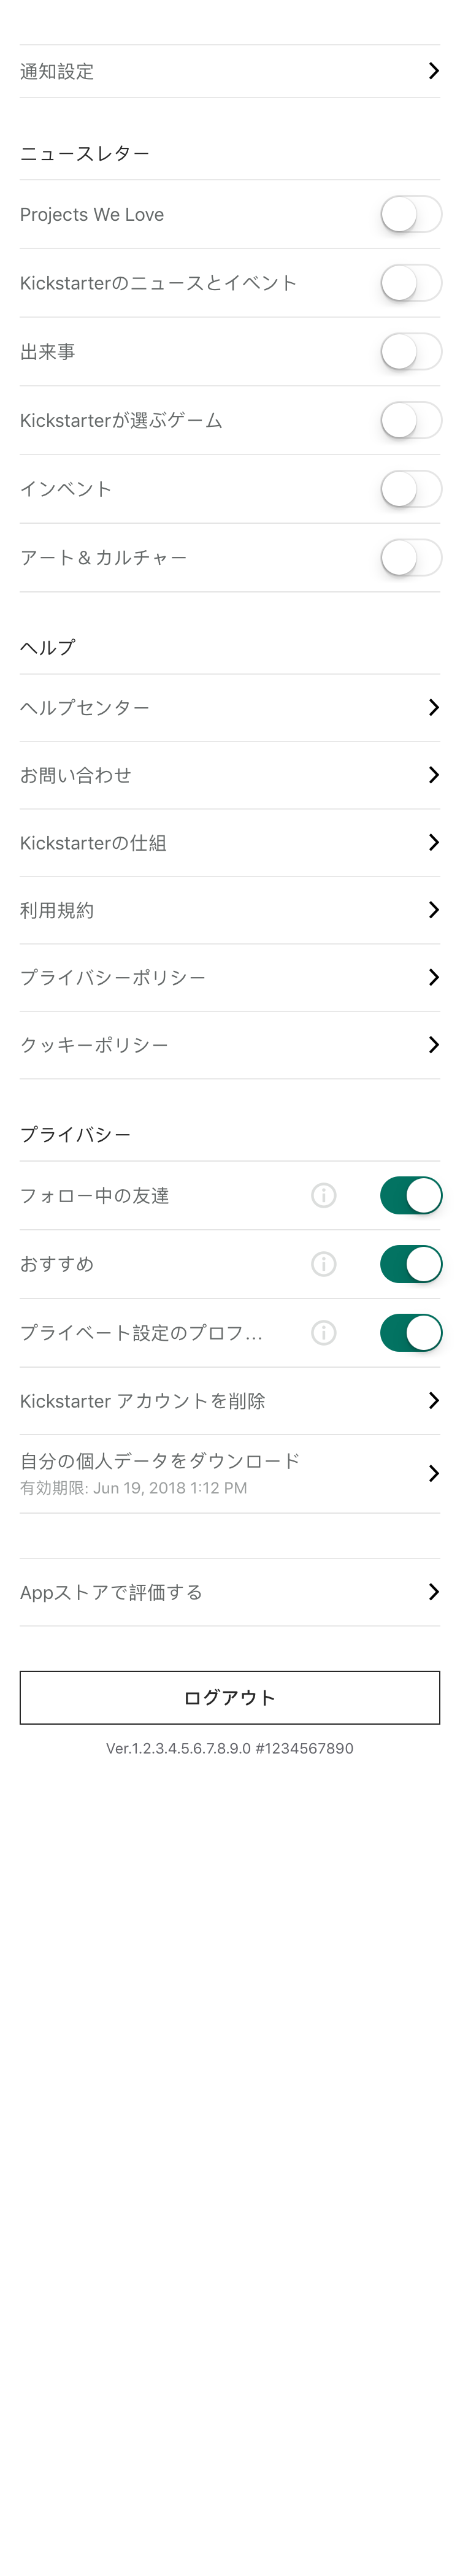 通知設定
ニュースレター
Projects We Love
Kickstarterのニュースとイベント
出来事
Kickstarterが選ぶゲーム
インベント
アート＆カルチャー
ヘルプ
ヘルプセンター
お問い合わせ
Kickstarterの仕組
利用規約
プライバシーポリシー
クッキーポリシー
プライバシー
フォロー中の友達
おすすめ
プライベート設定のプロフ...
Kickstarter アカウントを削除
自分の個人データをダウンロード
有効期限: Jun 19, 2018 1:12 PM
Appストアで評価する
ログアウト
Ver.1.2.3.4.5.6.7.8.9.0 #1234567890